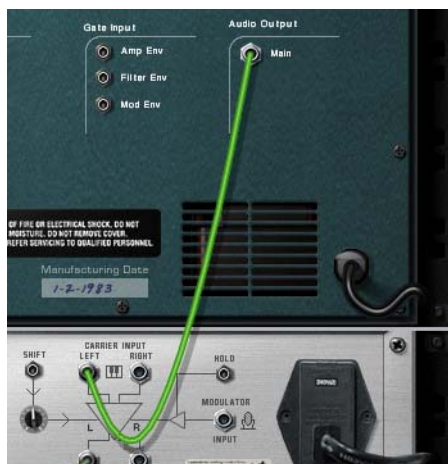 Gate Input
Amp Env
Filter Env
Mod Env
Audio Output
Main
OF FIRE OR ELECTRICAL SHOCK, DO NOT
MOISTURE. DO NOT REMOVE COVER.
REFER SERVICING TO QUALIFIED PERSONNEL.
Manufacturing Date
1-2-1983
SHIFT
CARRIER INPUT
LEFT
RIGHT
HOLD
MODULATOR
INPUT
L
R